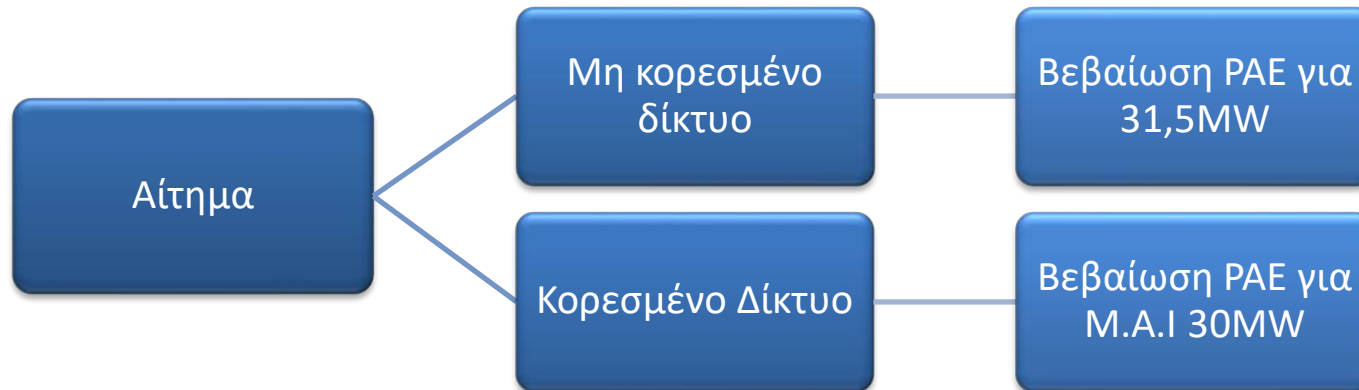 Αίτημα
Μη κορεσμένο
δίκτυο
Βεβαίωση ΡΑΕ για
31,5MW
Κορεσμένο Δίκτυο
Βεβαίωση ΡΑΕ για
Μ.Α.Ι 30MW